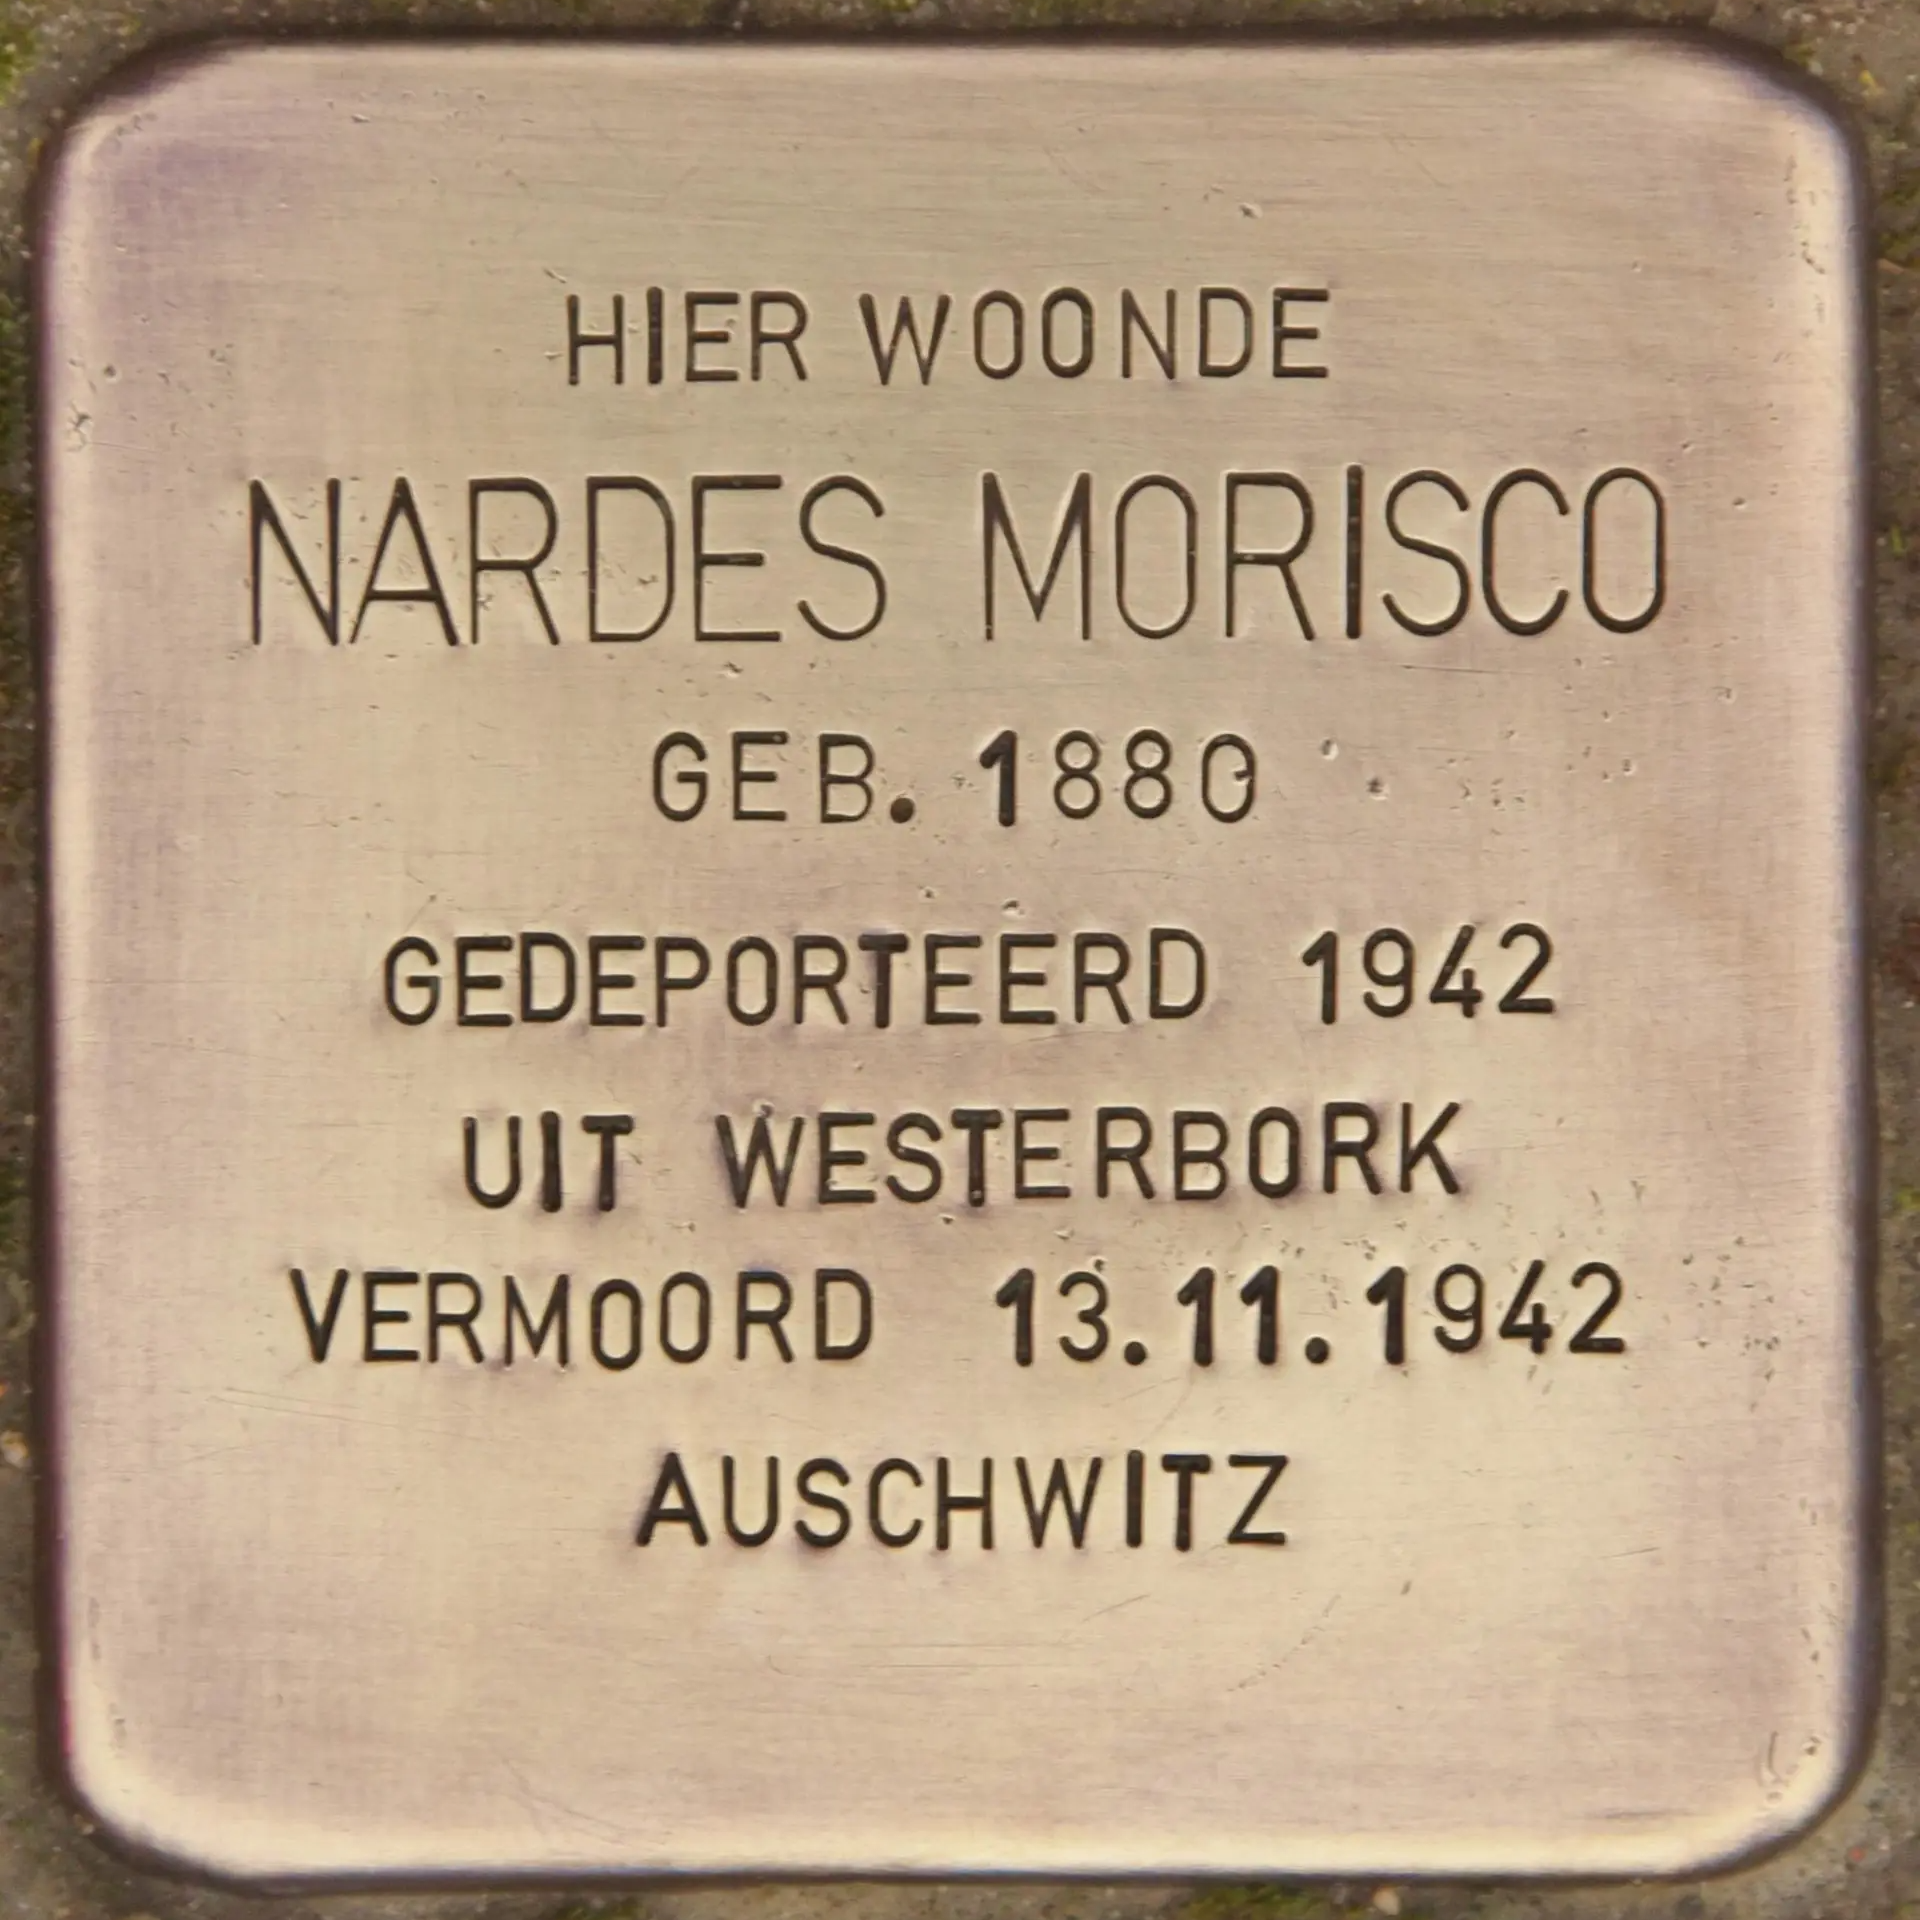 HIER WOONDE
NARDES MORISCO
GEB. 1880
GEDEPORTEERD 1942
UIT WESTERBORK
VERMOORD 13.11.1942
AUSCHWITZ